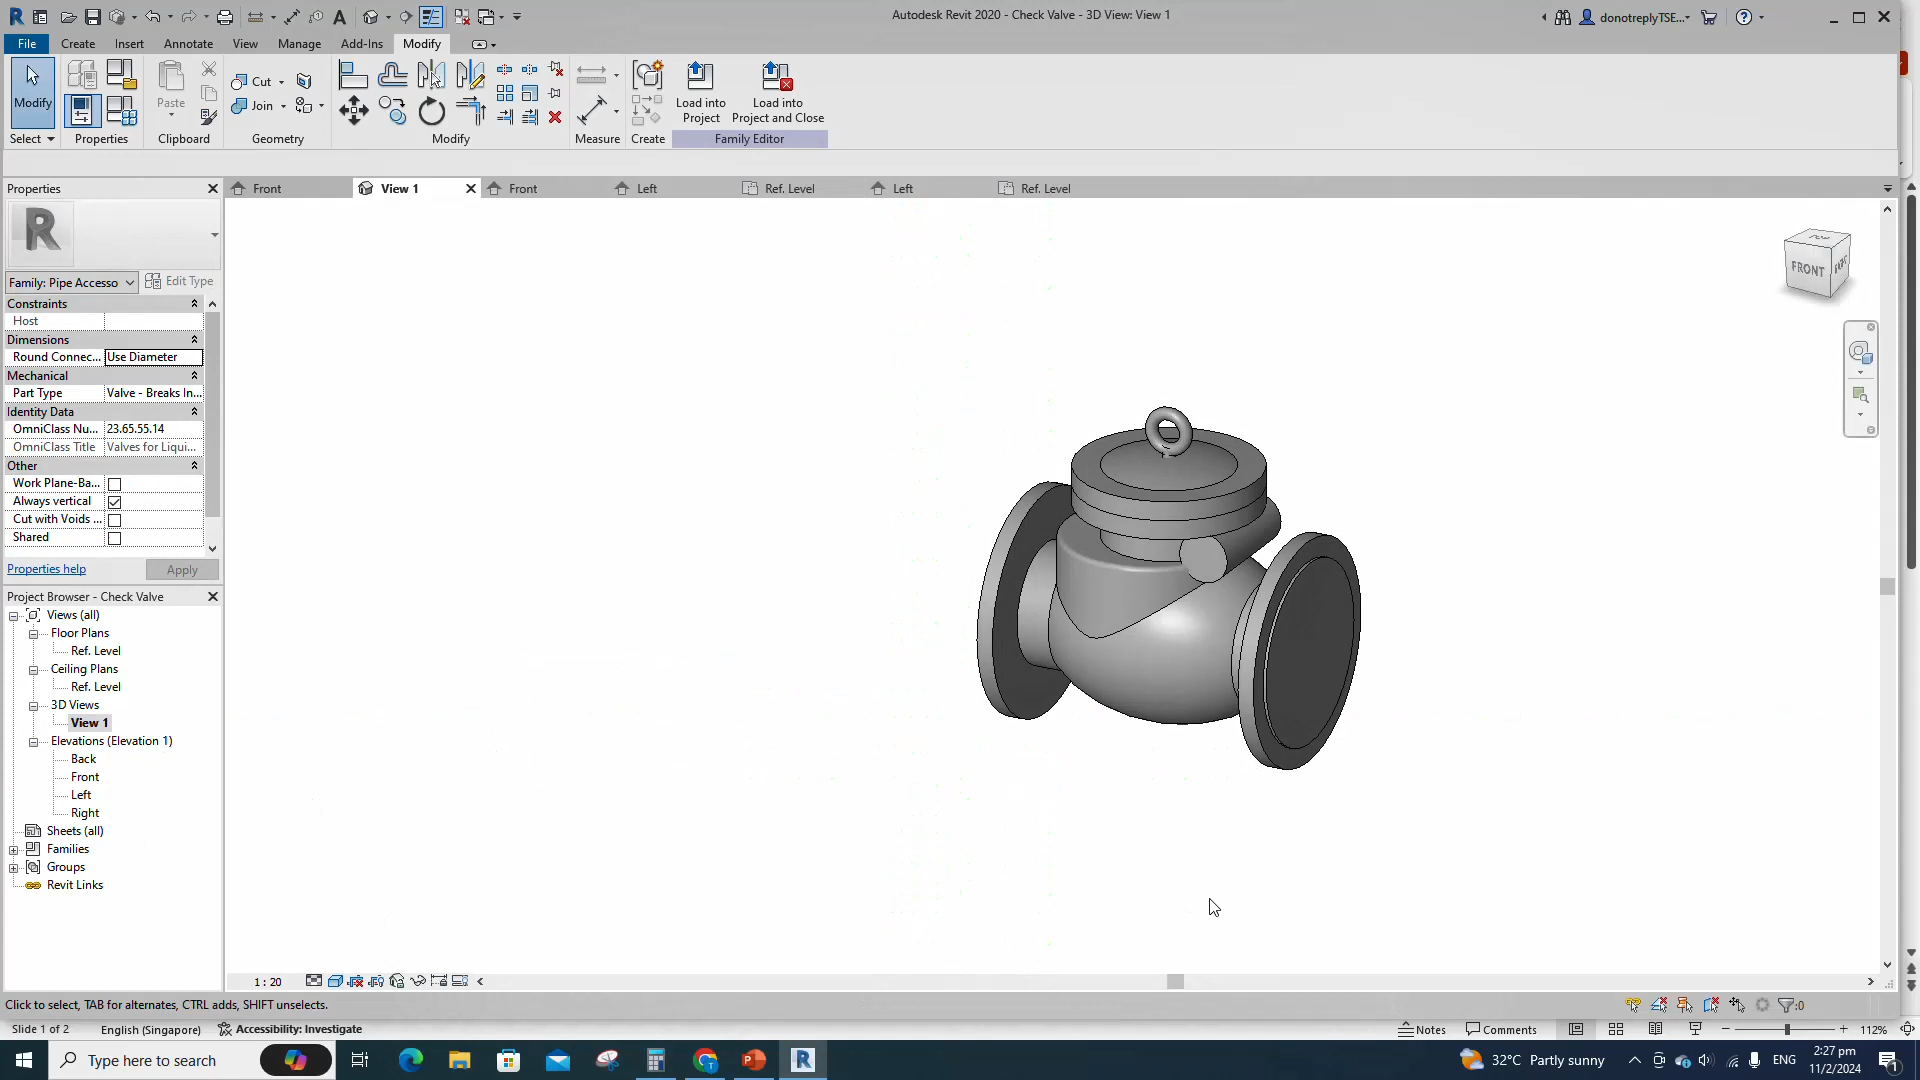 Autodesk Revit 2020 - Check Valve - 3D View: View 1
donotreplyTSE...
File Create Insert Annotate View Manage Add-Ins Modify
Modify
Paste
Cut
Join
Load into
Project
Load into
Project and Close
Select Properties Clipboard Geometry Modify Measure Create Family Editor
Properties
Front View 1 Front Left Ref. Level Left Ref. Level
R
Family: Pipe Accesso Edit Type
Constraints
Host
Dimensions
Round Connec... Use Diameter
Mechanical
Part Type Valve - Breaks In...
Identity Data
OmniClass Nu... 23.65.55.14
OmniClass Title Valves for Liqui...
Other
Work Plane-Ba...
Always vertical
Cut with Voids ...
Shared
Properties help Apply
Project Browser - Check Valve
Views (all)
Floor Plans
Ref. Level
Ceiling Plans
Ref. Level
3D Views
View 1
Elevations (Elevation 1)
Back
Front
Left
Right
Sheets (all)
Families
Groups
Revit Links
TOP
FRONT
1 : 20
Click to select, TAB for alternates, CTRL adds, SHIFT unselects.
:0
Slide 1 of 2 English (Singapore) Accessibility: Investigate Notes Comments 112%
Type here to search
32°C Partly sunny
ENG
2:27 pm
11/2/2024
1